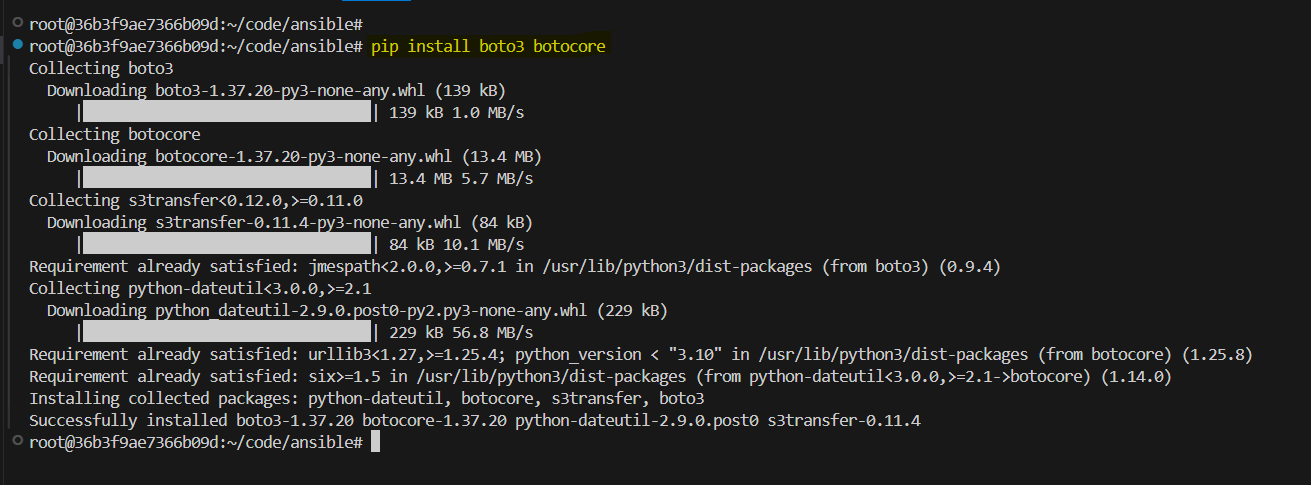 root@36b3f9ae7366b09d:~/code/ansible#
root@36b3f9ae7366b09d:~/code/ansible# pip install boto3 botocore
Collecting boto3
  Downloading boto3-1.37.20-py3-none-any.whl (139 kB)
     || 139 kB 1.0 MB/s
Collecting botocore
  Downloading botocore-1.37.20-py3-none-any.whl (13.4 MB)
     || 13.4 MB 5.7 MB/s
Collecting s3transfer<0.12.0,>=0.11.0
  Downloading s3transfer-0.11.4-py3-none-any.whl (84 kB)
     || 84 kB 10.1 MB/s
Requirement already satisfied: jmespath<2.0.0,>=0.7.1 in /usr/lib/python3/dist-packages (from boto3) (0.9.4)
Collecting python-dateutil<3.0.0,>=2.1
  Downloading python_dateutil-2.9.0.post0-py2.py3-none-any.whl (229 kB)
     || 229 kB 56.8 MB/s
Requirement already satisfied: urllib3<1.27,>=1.25.4; python_version < "3.10" in /usr/lib/python3/dist-packages (from botocore) (1.25.8)
Requirement already satisfied: six>=1.5 in /usr/lib/python3/dist-packages (from python-dateutil<3.0.0,>=2.1->botocore) (1.14.0)
Installing collected packages: python-dateutil, botocore, s3transfer, boto3
Successfully installed boto3-1.37.20 botocore-1.37.20 python-dateutil-2.9.0.post0 s3transfer-0.11.4
root@36b3f9ae7366b09d:~/code/ansible#